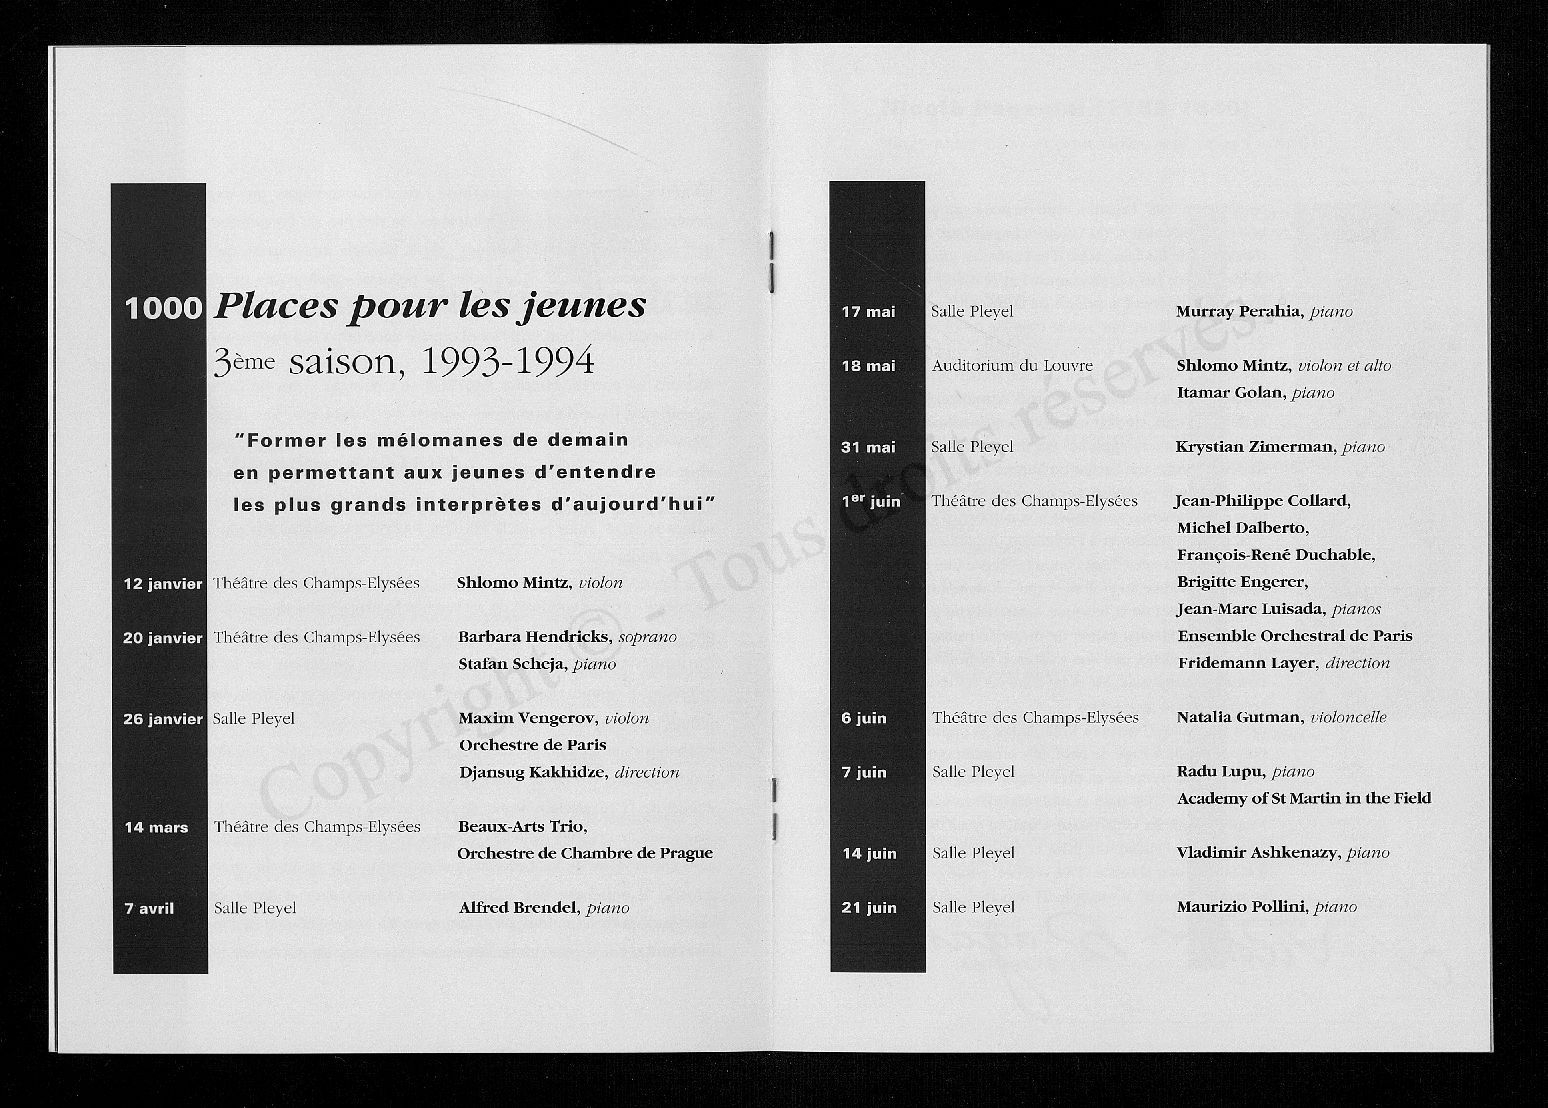 1000 Places pour les jeunes
3ème saison, 1993-1994
"Former les mélomanes de demain
en permettant aux jeunes d'entendre
les plus grands interprètes d'aujourd'hui"
12 janvier Théâtre des Champs-Elysées Shlomo Mintz, violon
20 janvier Théâtre des Champs-Elysées Barbara Hendricks, soprano
Stafan Scheja, piano
26 janvier Salle Pleyel Maxim Vengerov, violon
Orchestre de Paris
Djansug Kakhidze, direction
14 mars Théâtre des Champs-Elysées Beaux-Arts Trio,
Orchestre de Chambre de Prague
7 avril Salle Pleyel Alfred Brendel, piano
17 mai Salle Pleyel Murray Perahia, piano
18 mai Auditorium du Louvre Shlomo Mintz, violon et alto
Itamar Golan, piano
31 mai Salle Pleyel Krystian Zimerman, piano
1er juin Théâtre des Champs-Elysées Jean-Philippe Collard,
Michel Dalberto,
François-René Duchable,
Brigitte Engerer,
Jean-Marc Luisada, pianos
Ensemble Orchestral de Paris
Fridemann Layer, direction
6 juin Théâtre des Champs-Elysées Natalia Gutman, violoncelle
7 juin Salle Pleyel Radu Lupu, piano
Academy of St Martin in the Field
14 juin Salle Pleyel Vladimir Ashkenazy, piano
21 juin Salle Pleyel Maurizio Pollini, piano
Copyright © - Tous droits réservés.